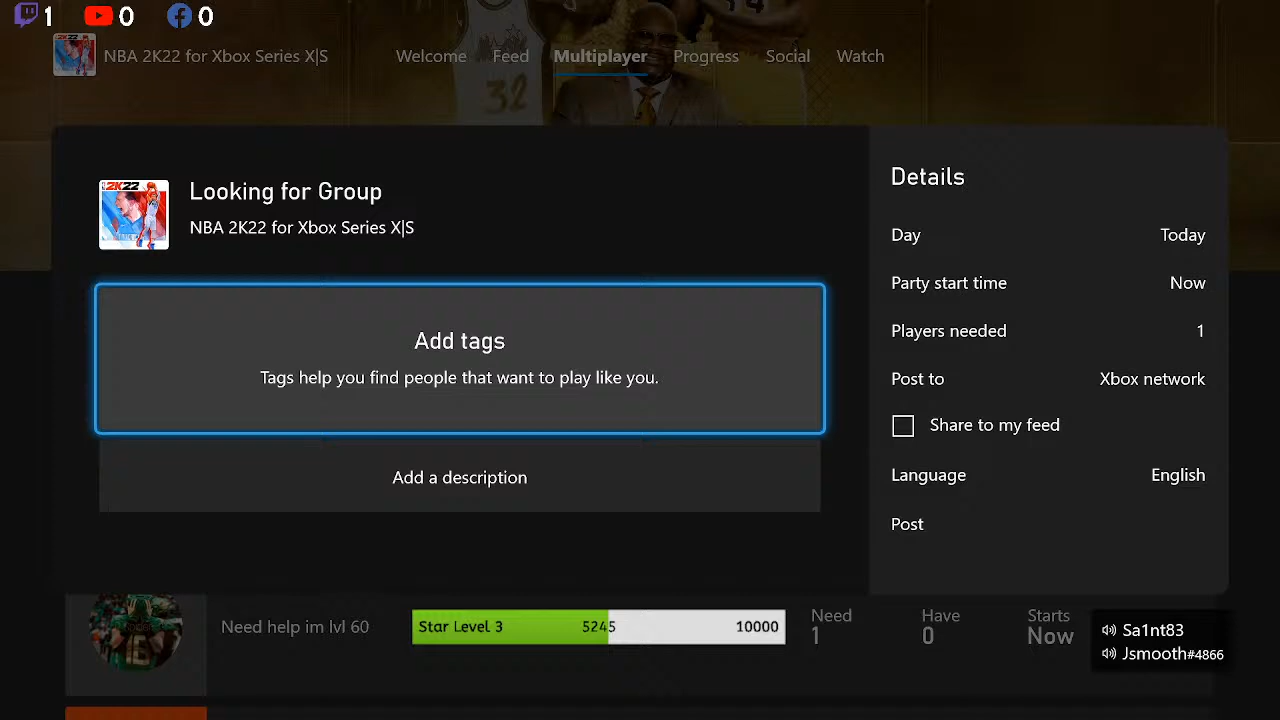 1 0 0
NBA 2K22 for Xbox Series X|S
Welcome Feed Multiplayer Progress Social Watch
32
34
2K22
Looking for Group
NBA 2K22 for Xbox Series X|S
Add tags
Tags help you find people that want to play like you.
Add a description
Details
Day Today
Party start time Now
Players needed 1
Post to Xbox network
Share to my feed
Language English
Post
16
Need help im lvl 60
Star Level 3 5245 10000
Need
1
Have
0
Starts
Now
Sa1nt83
Jsmooth#4866